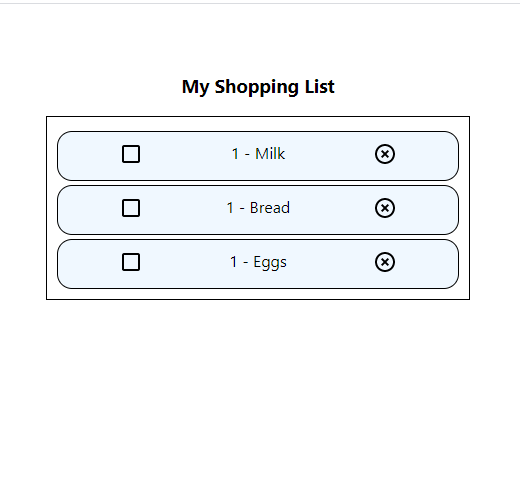 My Shopping List
1 - Milk
1 - Bread
1 - Eggs